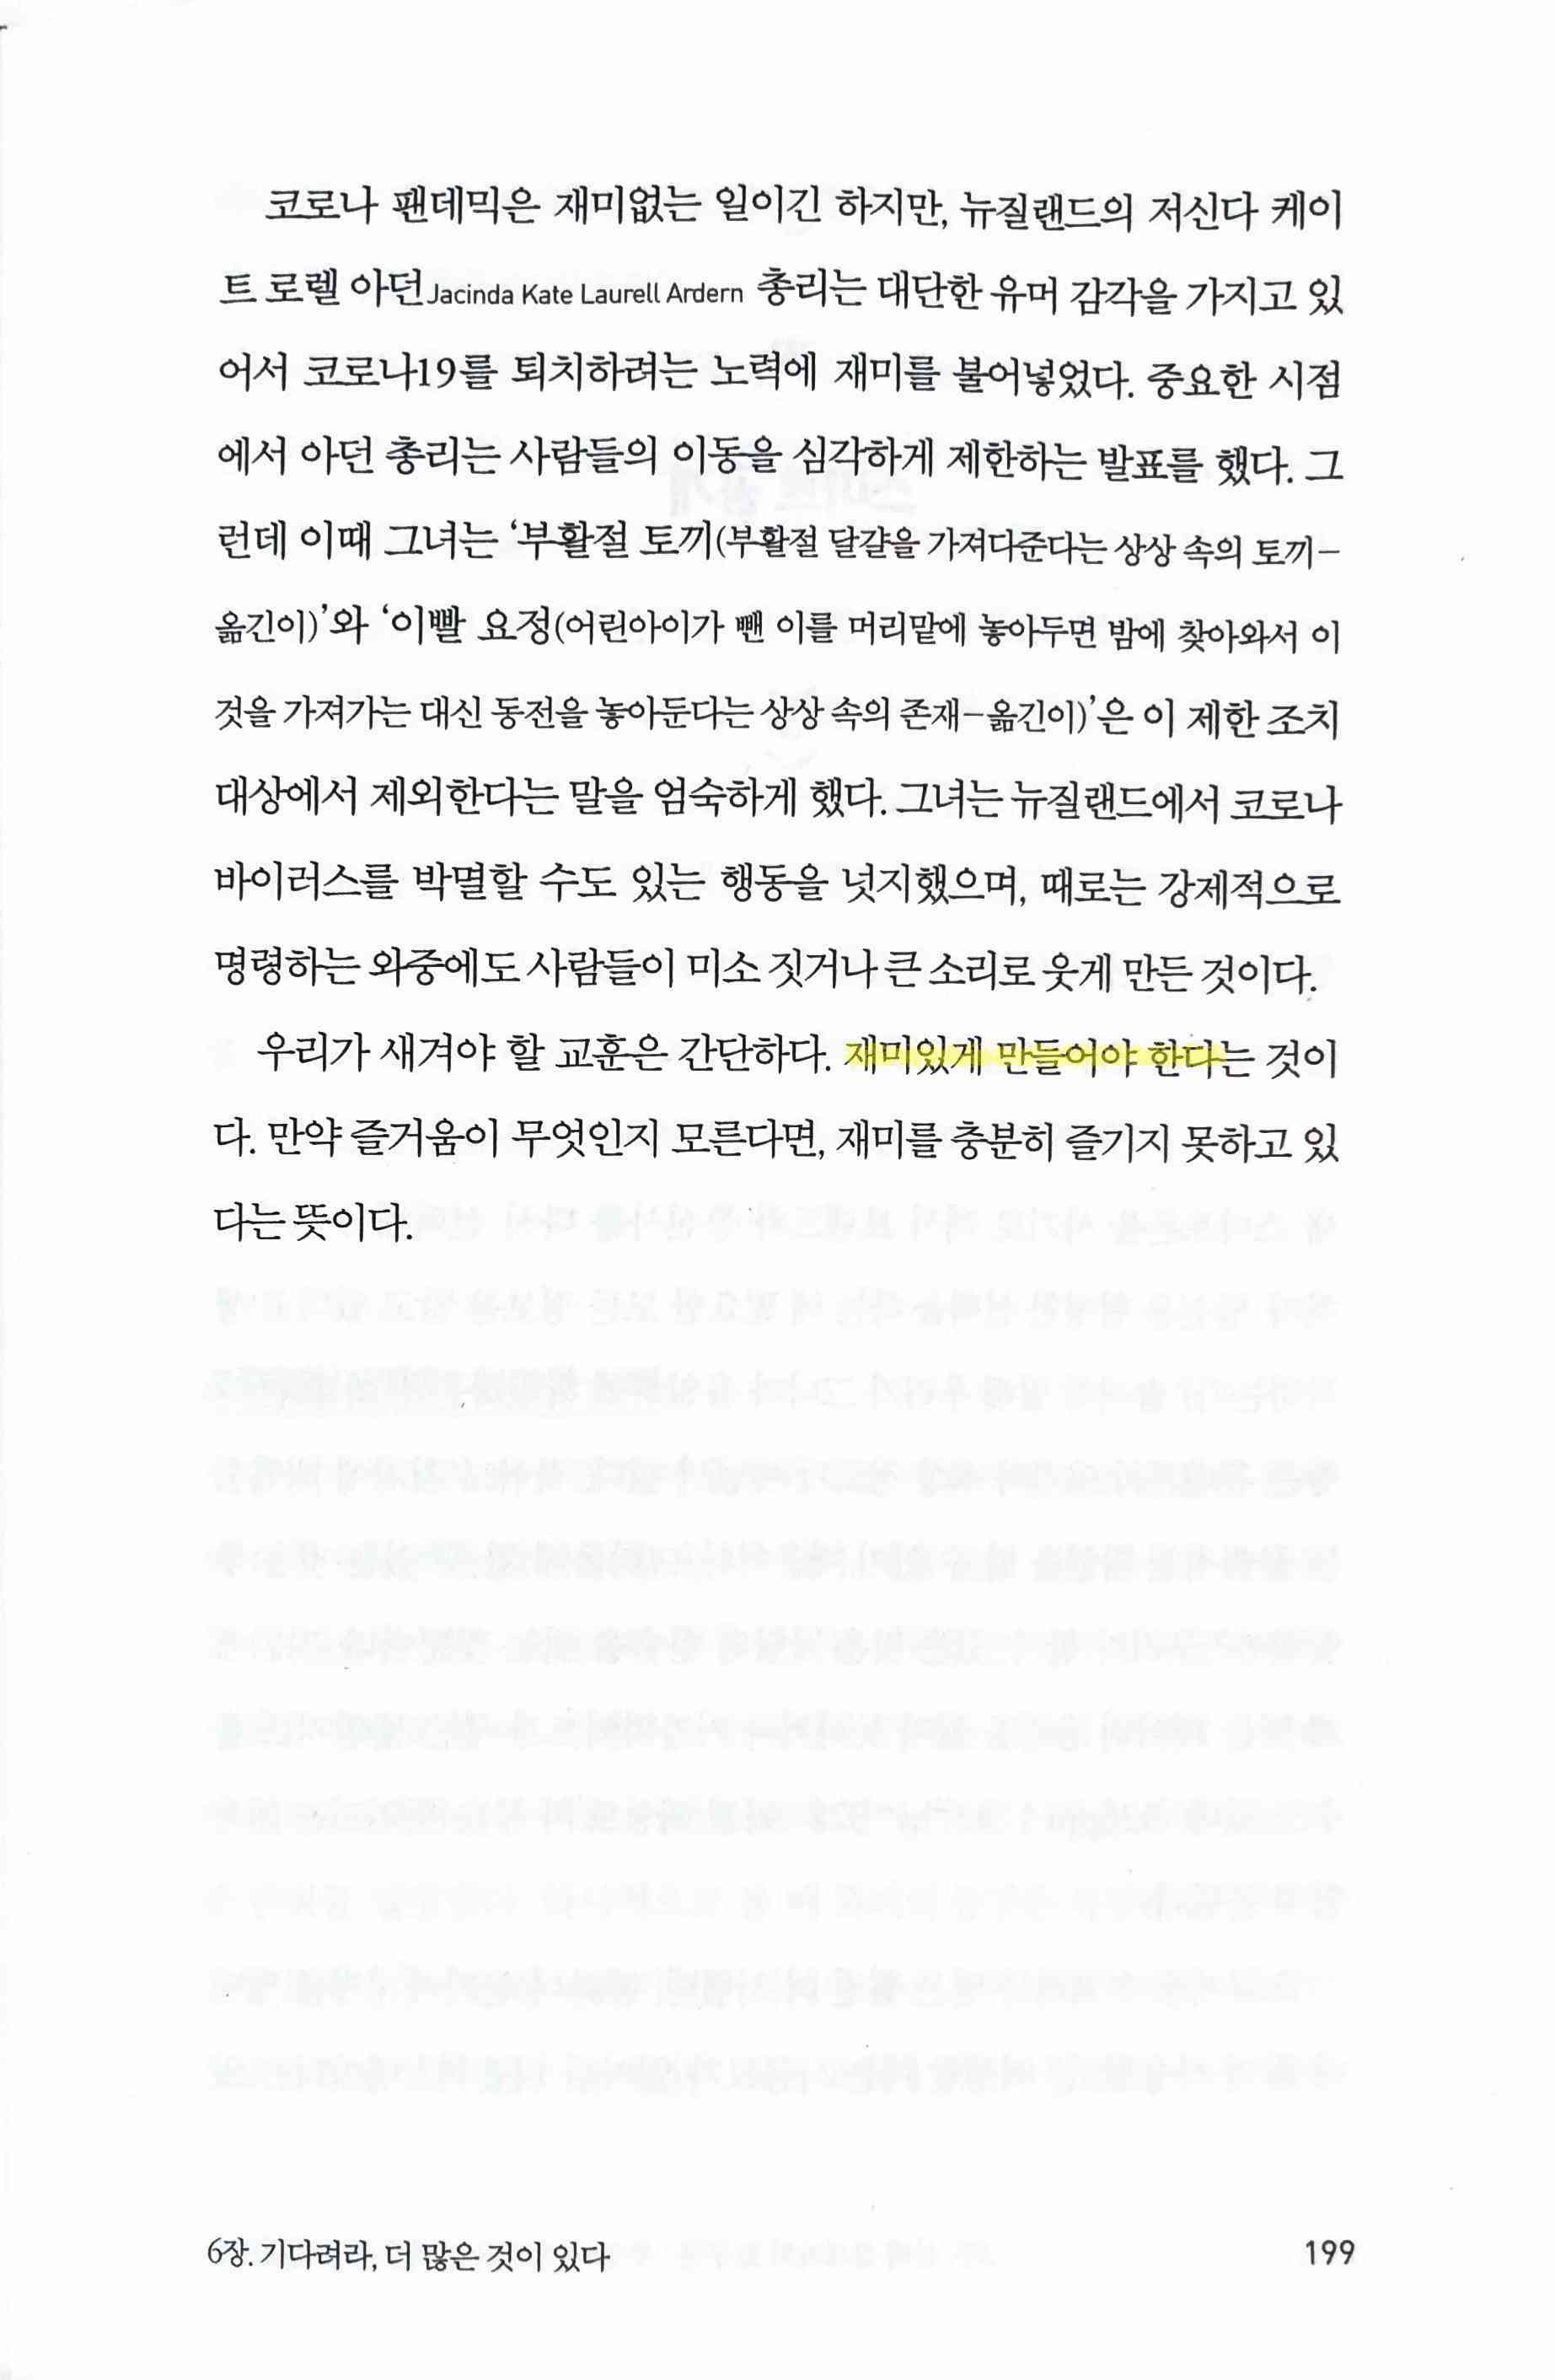 코로나 팬데믹은 재미없는 일이긴 하지만, 뉴질랜드의 저신다 케이
트 로렐 아던Jacinda Kate Laurell Ardern 총리는 대단한 유머 감각을 가지고 있
어서 코로나19를 퇴치하려는 노력에 재미를 불어넣었다. 중요한 시점
에서 아던 총리는 사람들의 이동을 심각하게 제한하는 발표를 했다. 그
런데 이때 그녀는 ‘부활절 토끼(부활절 달걀을 가져다준다는 상상 속의 토끼–
옮긴이)’와 ‘이빨 요정(어린아이가 뺀 이를 머리맡에 놓아두면 밤에 찾아와서 이
것을 가져가는 대신 동전을 놓아둔다는 상상 속의 존재–옮긴이)’은 이 제한 조치
대상에서 제외한다는 말을 엄숙하게 했다. 그녀는 뉴질랜드에서 코로나
바이러스를 박멸할 수도 있는 행동을 넛지했으며, 때로는 강제적으로
명령하는 와중에도 사람들이 미소 짓거나 큰 소리로 웃게 만든 것이다.
우리가 새겨야 할 교훈은 간단하다. 재미있게 만들어야 한다는 것이
다. 만약 즐거움이 무엇인지 모른다면, 재미를 충분히 즐기지 못하고 있
다는 뜻이다.
6장. 기다려라, 더 많은 것이 있다
199